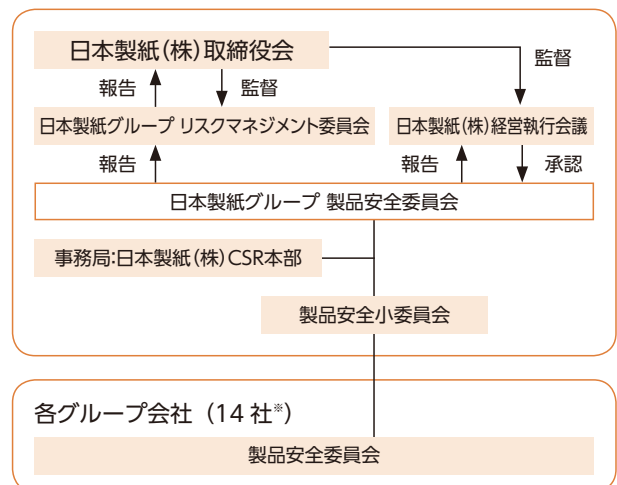 日本製紙(株)取締役会
監督
報告
監督
日本製紙グループ リスクマネジメント委員会
日本製紙(株)経営執行会議
報告
報告
承認
日本製紙グループ 製品安全委員会
事務局:日本製紙(株)CSR本部
製品安全小委員会
各グループ会社(14社※)
製品安全委員会